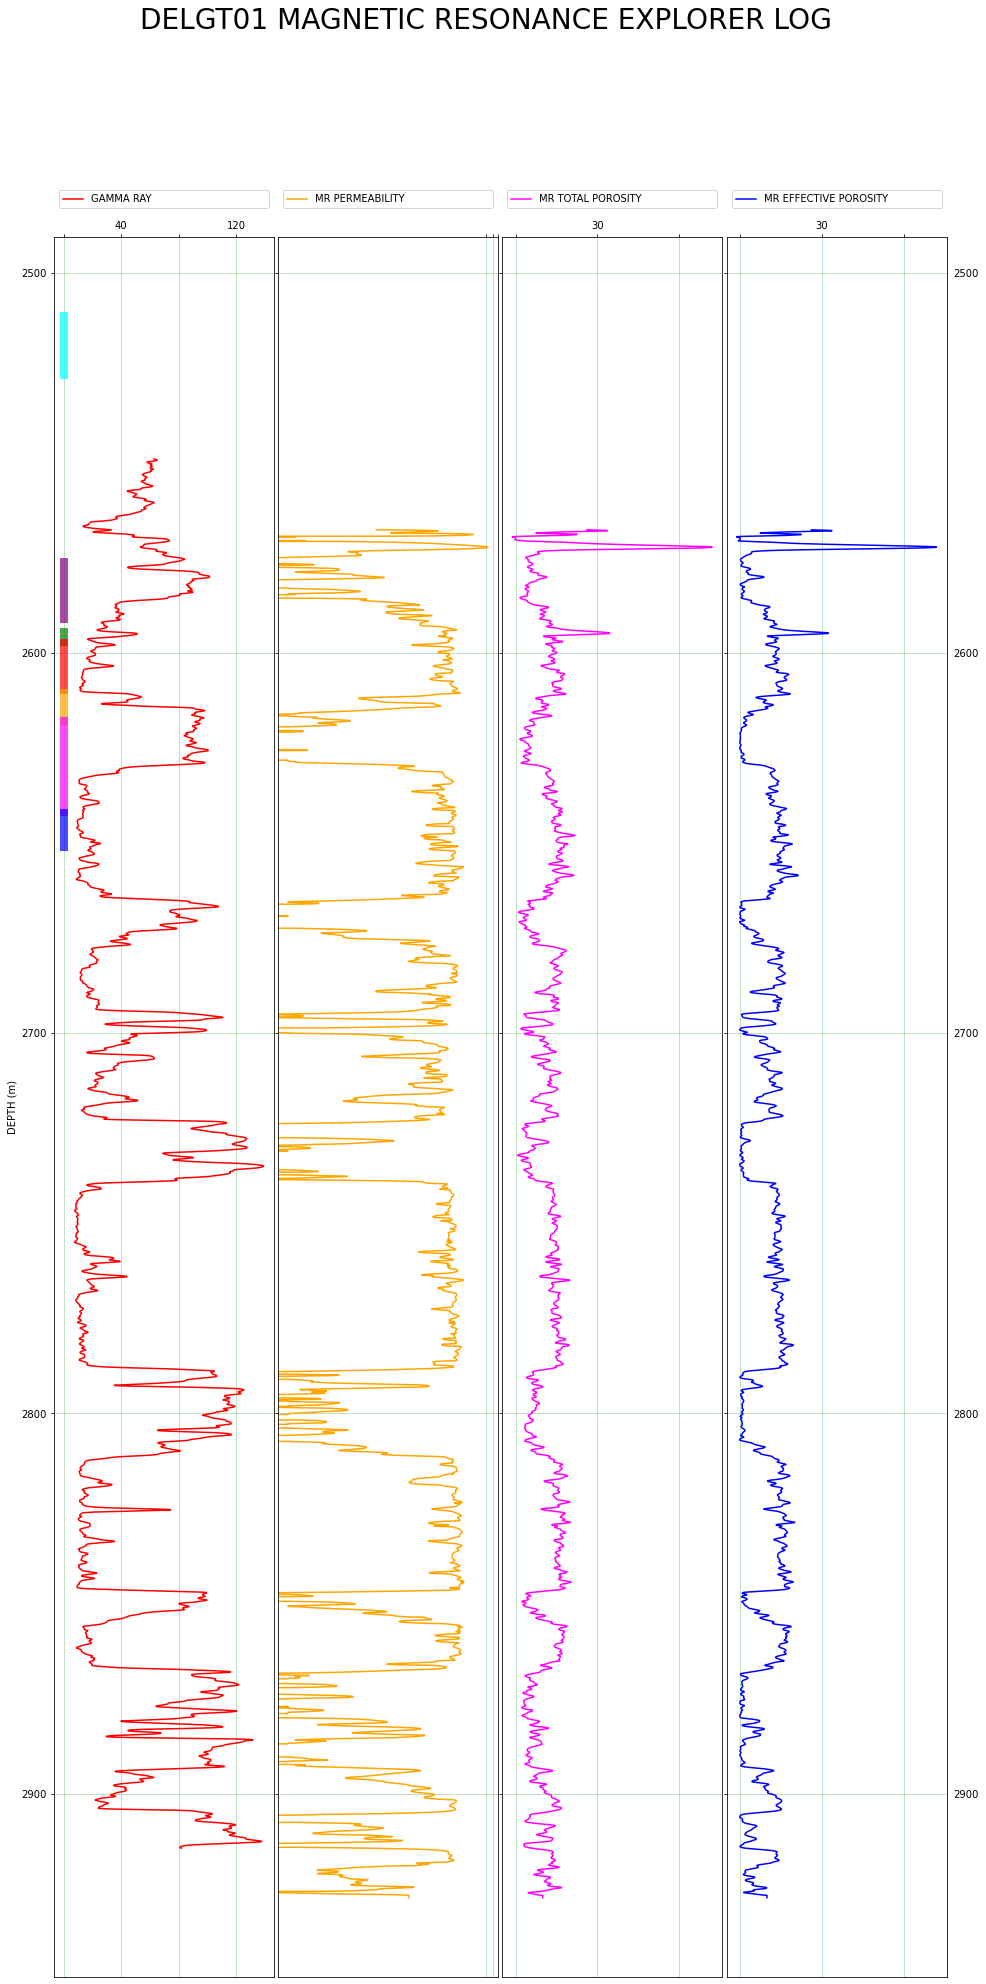 DELGT01 MAGNETIC RESONANCE EXPLORER LOG
GAMMA RAY
MR PERMEABILITY
MR TOTAL POROSITY
MR EFFECTIVE POROSITY
40 120
30
30
2500 2500
2600 2600
2700 2700
DEPTH (m)
2800 2800
2900 2900